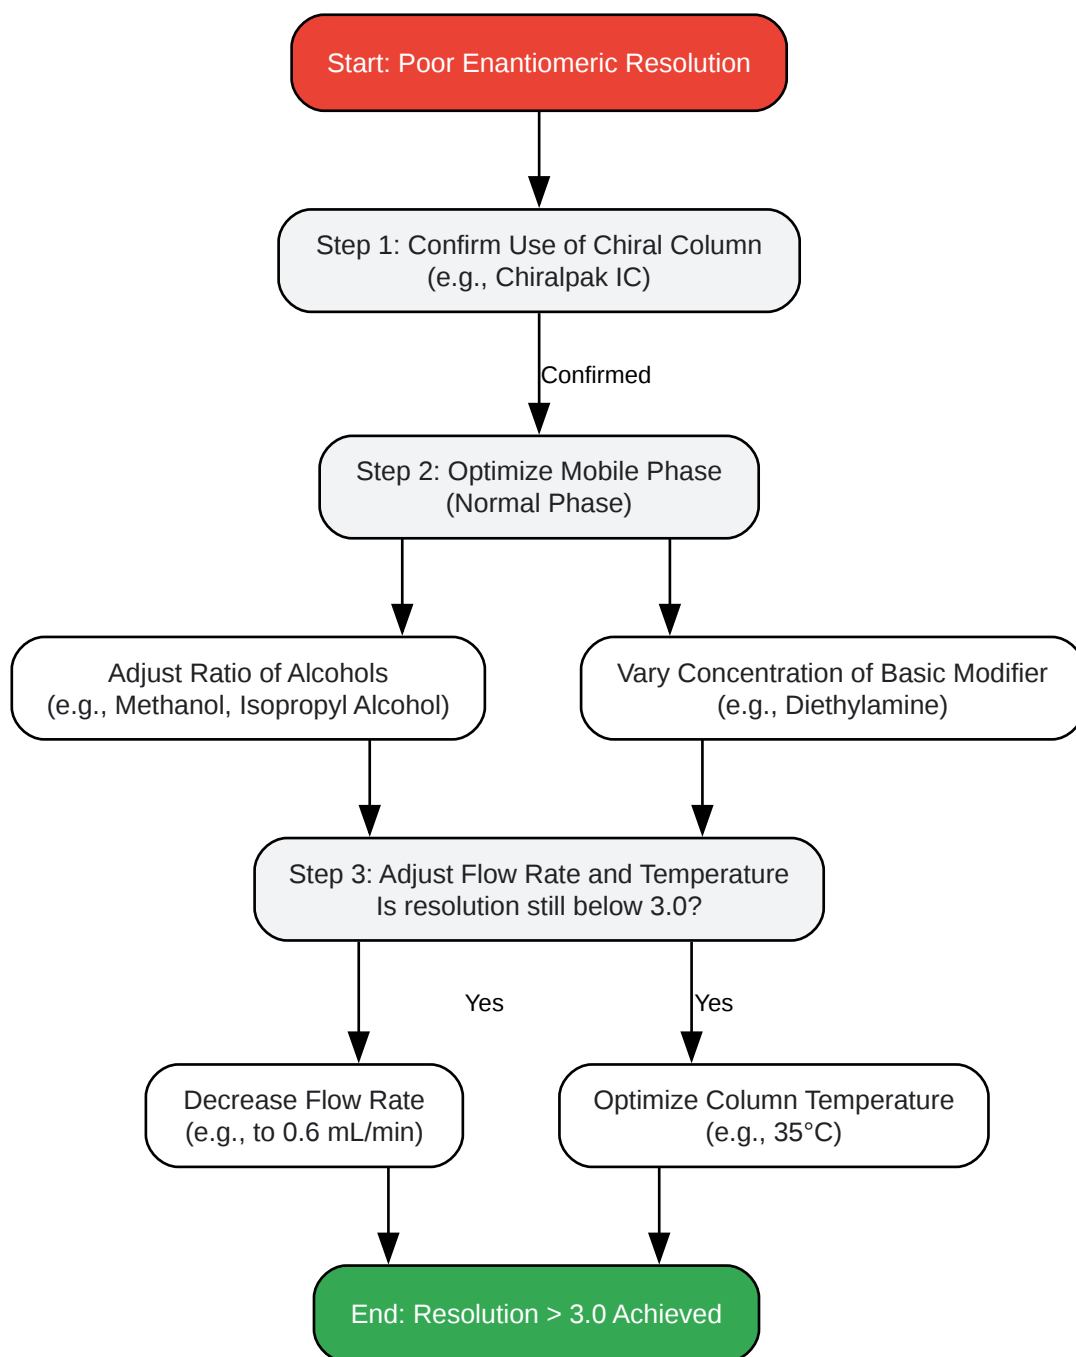 Start: Poor Enantiomeric Resolution
Step 1: Confirm Use of Chiral Column
(e.g., Chiralpak IC)
Confirmed
Step 2: Optimize Mobile Phase
(Normal Phase)
Adjust Ratio of Alcohols
(e.g., Methanol, Isopropyl Alcohol)
Vary Concentration of Basic Modifier
(e.g., Diethylamine)
Step 3: Adjust Flow Rate and Temperature
Is resolution still below 3.0?
Yes
Yes
Decrease Flow Rate
(e.g., to 0.6 mL/min)
Optimize Column Temperature
(e.g., 35°C)
End: Resolution > 3.0 Achieved